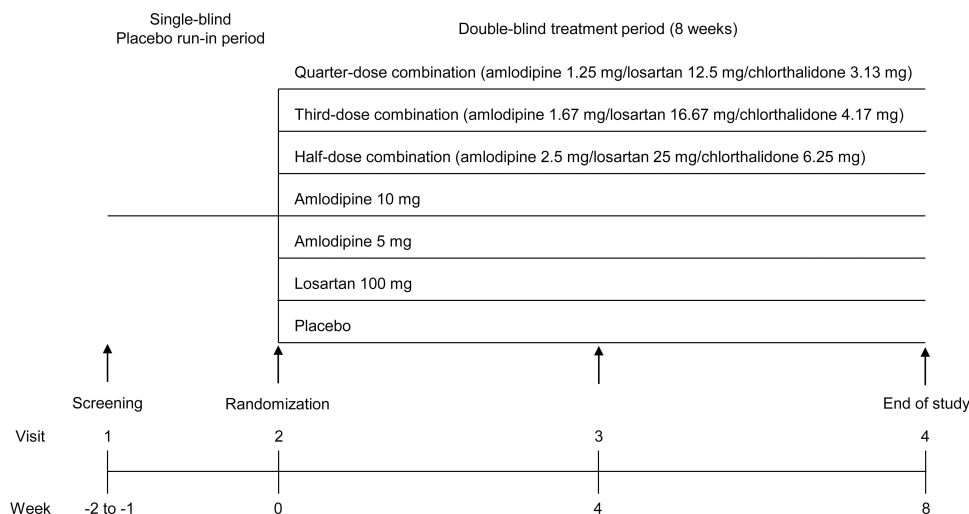 Single-blind
Placebo run-in period
Double-blind treatment period (8 weeks)
Quarter-dose combination (amlodipine 1.25 mg/losartan 12.5 mg/chlorthalidone 3.13 mg)
Third-dose combination (amlodipine 1.67 mg/losartan 16.67 mg/chlorthalidone 4.17 mg)
Half-dose combination (amlodipine 2.5 mg/losartan 25 mg/chlorthalidone 6.25 mg)
Amlodipine 10 mg
Amlodipine 5 mg
Losartan 100 mg
Placebo
Screening Randomization End of study
Visit 1 2 3 4
Week -2 to -1 0 4 8